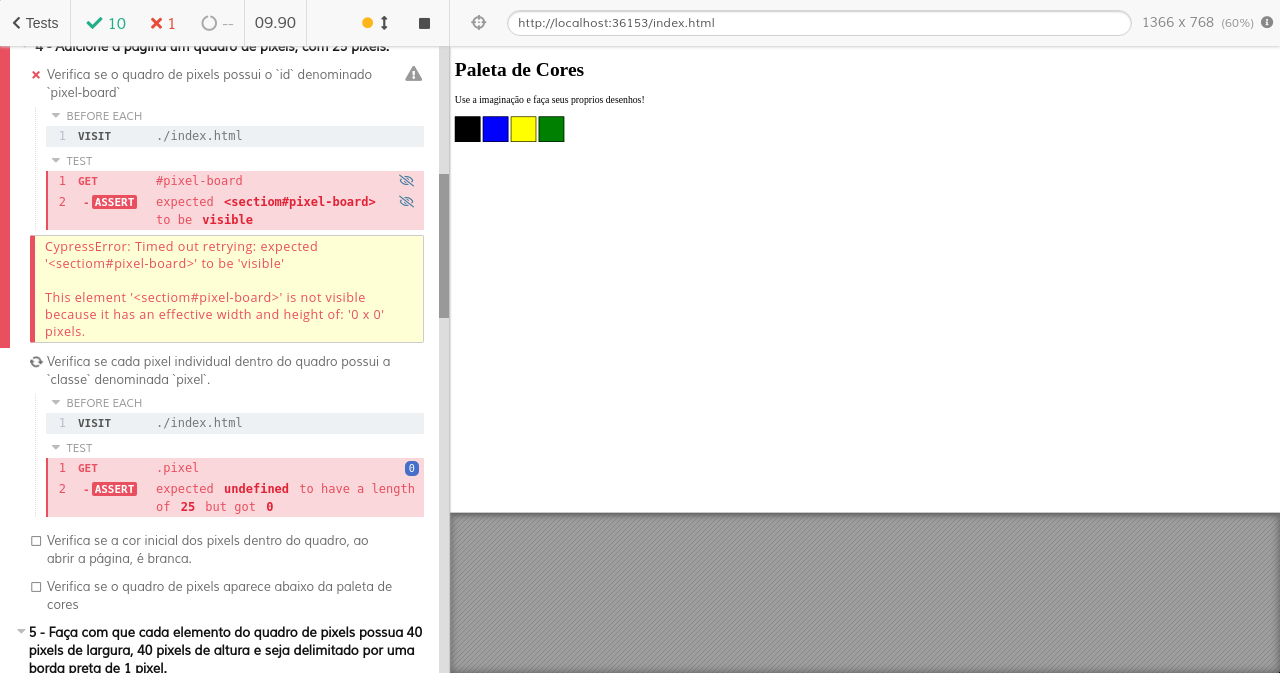 Tests 10 1 -- 09.90
http://localhost:36153/index.html 1366 x 768 (60%)
4 - Adicione à página um quadro de pixels, com 25 pixels.
Verifica se o quadro de pixels possui o `id` denominado
`pixel-board`
BEFORE EACH
1 VISIT ./index.html
TEST
1 GET #pixel-board
2 -ASSERT expected <sectiom#pixel-board>
to be visible
CypressError: Timed out retrying: expected
'<sectiom#pixel-board>' to be 'visible'
This element '<sectiom#pixel-board>' is not visible
because it has an effective width and height of: '0 x 0'
pixels.
Verifica se cada pixel individual dentro do quadro possui a
`classe` denominada `pixel`.
BEFORE EACH
1 VISIT ./index.html
TEST
1 GET .pixel 0
2 -ASSERT expected undefined to have a length
of 25 but got 0
Verifica se a cor inicial dos pixels dentro do quadro, ao
abrir a página, é branca.
Verifica se o quadro de pixels aparece abaixo da paleta de
cores
5 - Faça com que cada elemento do quadro de pixels possua 40
pixels de largura, 40 pixels de altura e seja delimitado por uma
borda preta de 1 pixel.
Paleta de Cores
Use a imaginação e faça seus proprios desenhos!